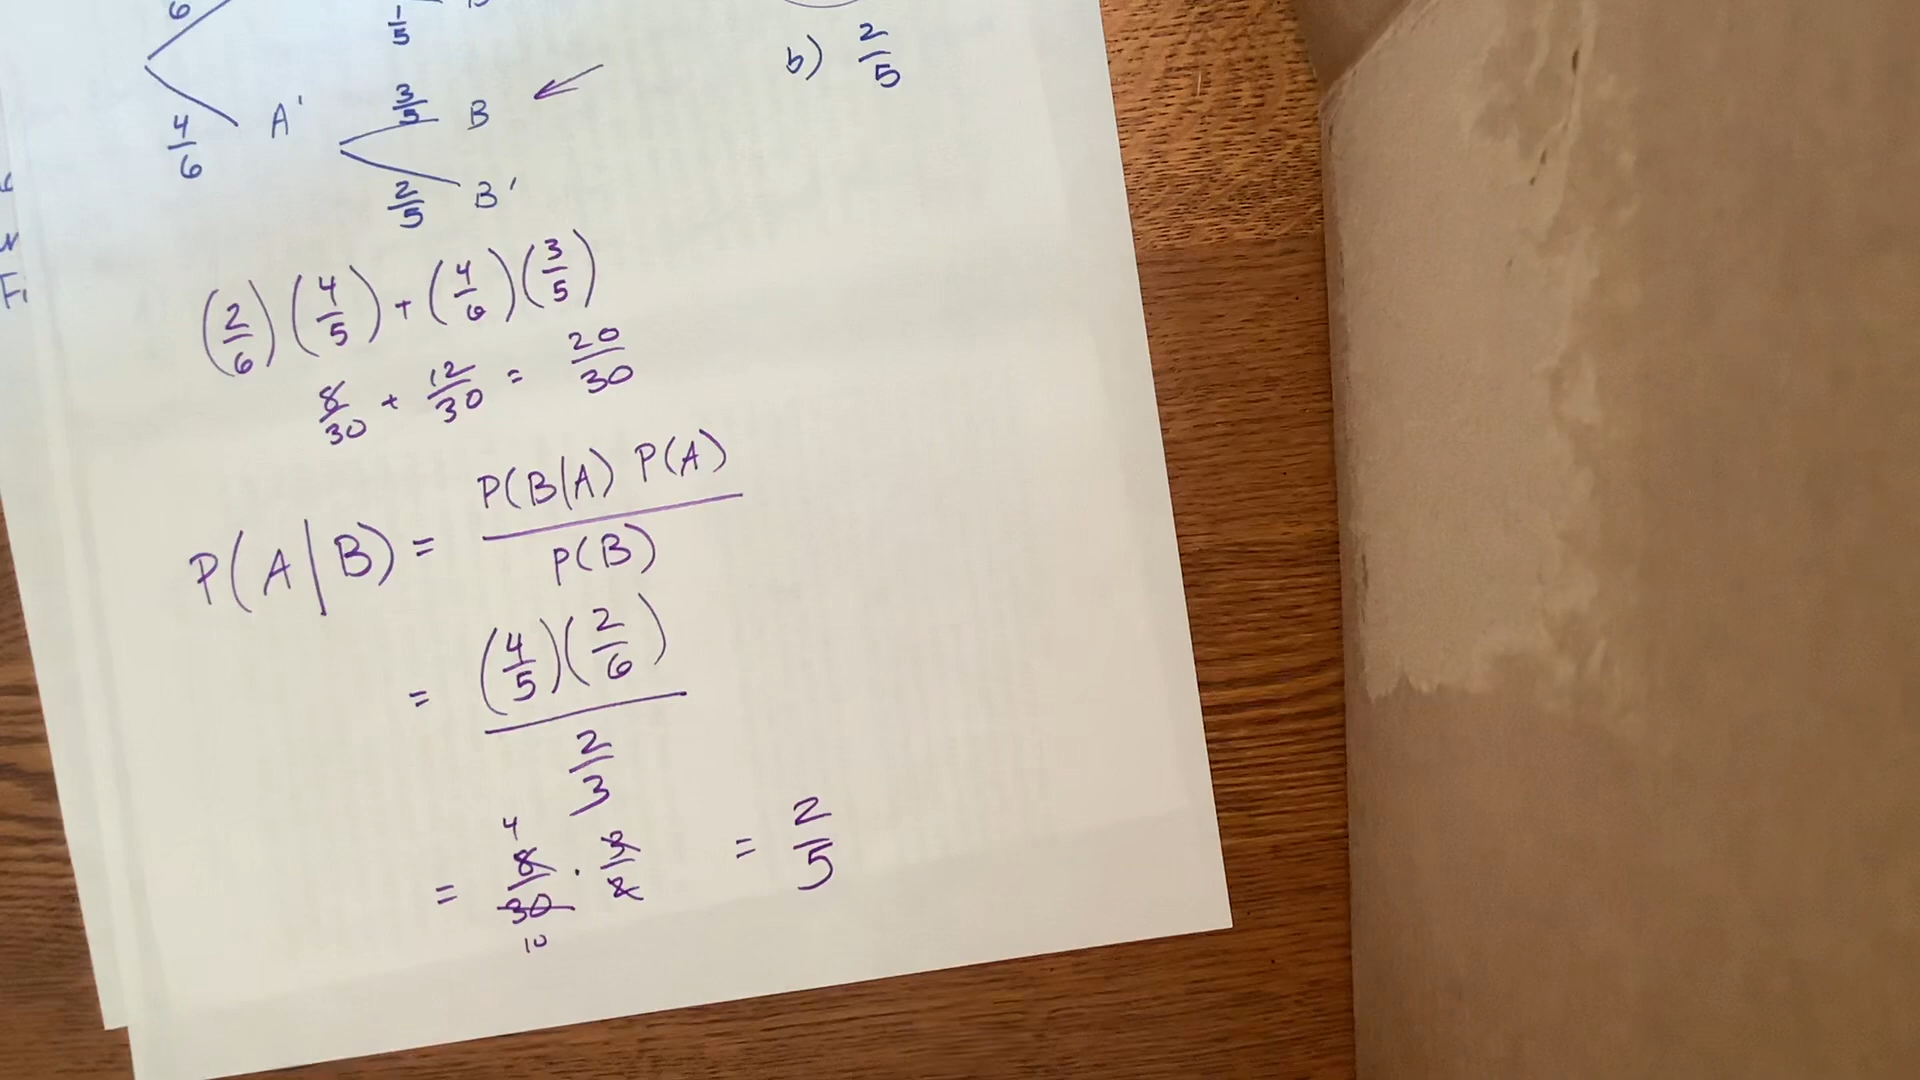 6
1/5
b) 2/5
4/6 A' 3/5 B
2/5 B'
Fi
(2/6)(4/5) + (4/6)(3/5)
8/30 + 12/30 = 20/30
P(A|B) = P(B|A) P(A) / P(B)
= (4/5)(2/6) / 2/3
4
= 8/30 · 3/2 = 2/5
10